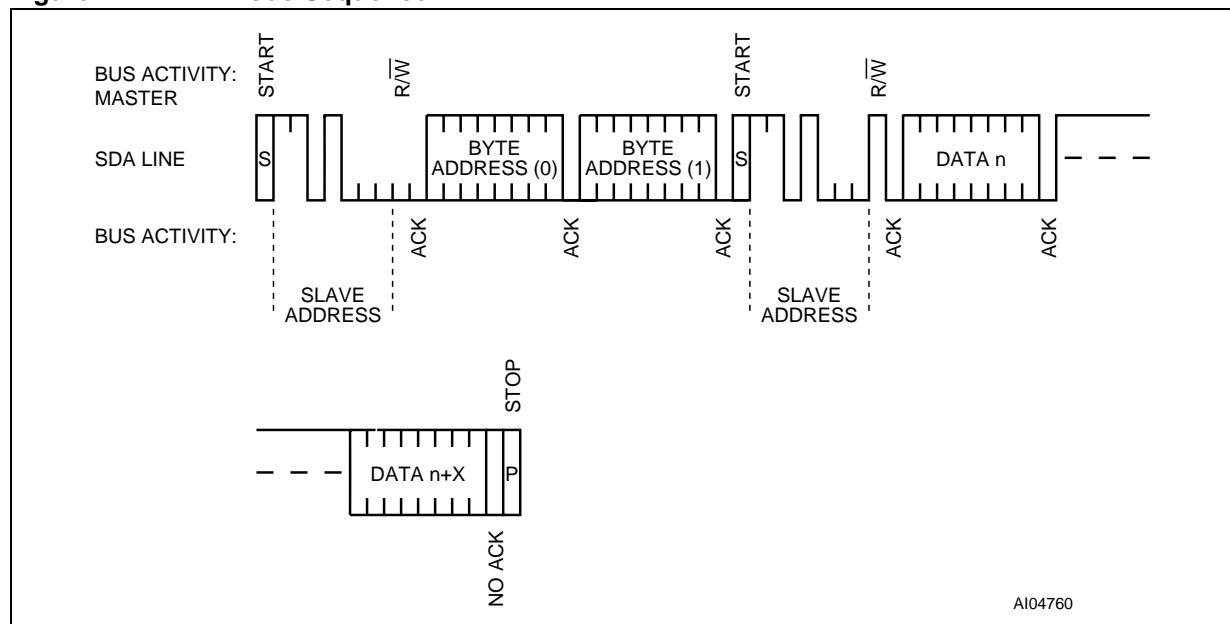 BUS ACTIVITY:
MASTER
START
R/W
START
R/W
SDA LINE
S
BYTE
ADDRESS (0)
BYTE
ADDRESS (1)
S
DATA n
BUS ACTIVITY:
ACK
ACK
ACK
ACK
ACK
SLAVE
ADDRESS
SLAVE
ADDRESS
STOP
DATA n+X
P
NO ACK
AI04760